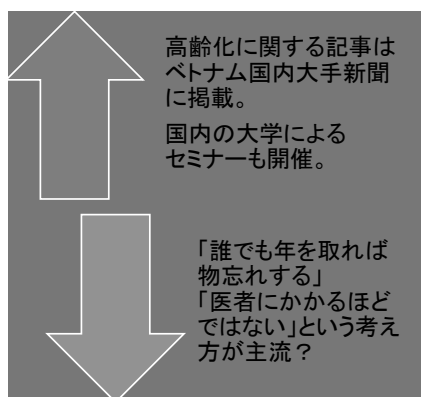 高齢化に関する記事は
ベトナム国内大手新聞
に掲載。
国内の大学による
セミナーも開催。
「誰でも年を取れば
物忘れする」
「医者にかかるほど
ではない」という考え
方が主流？